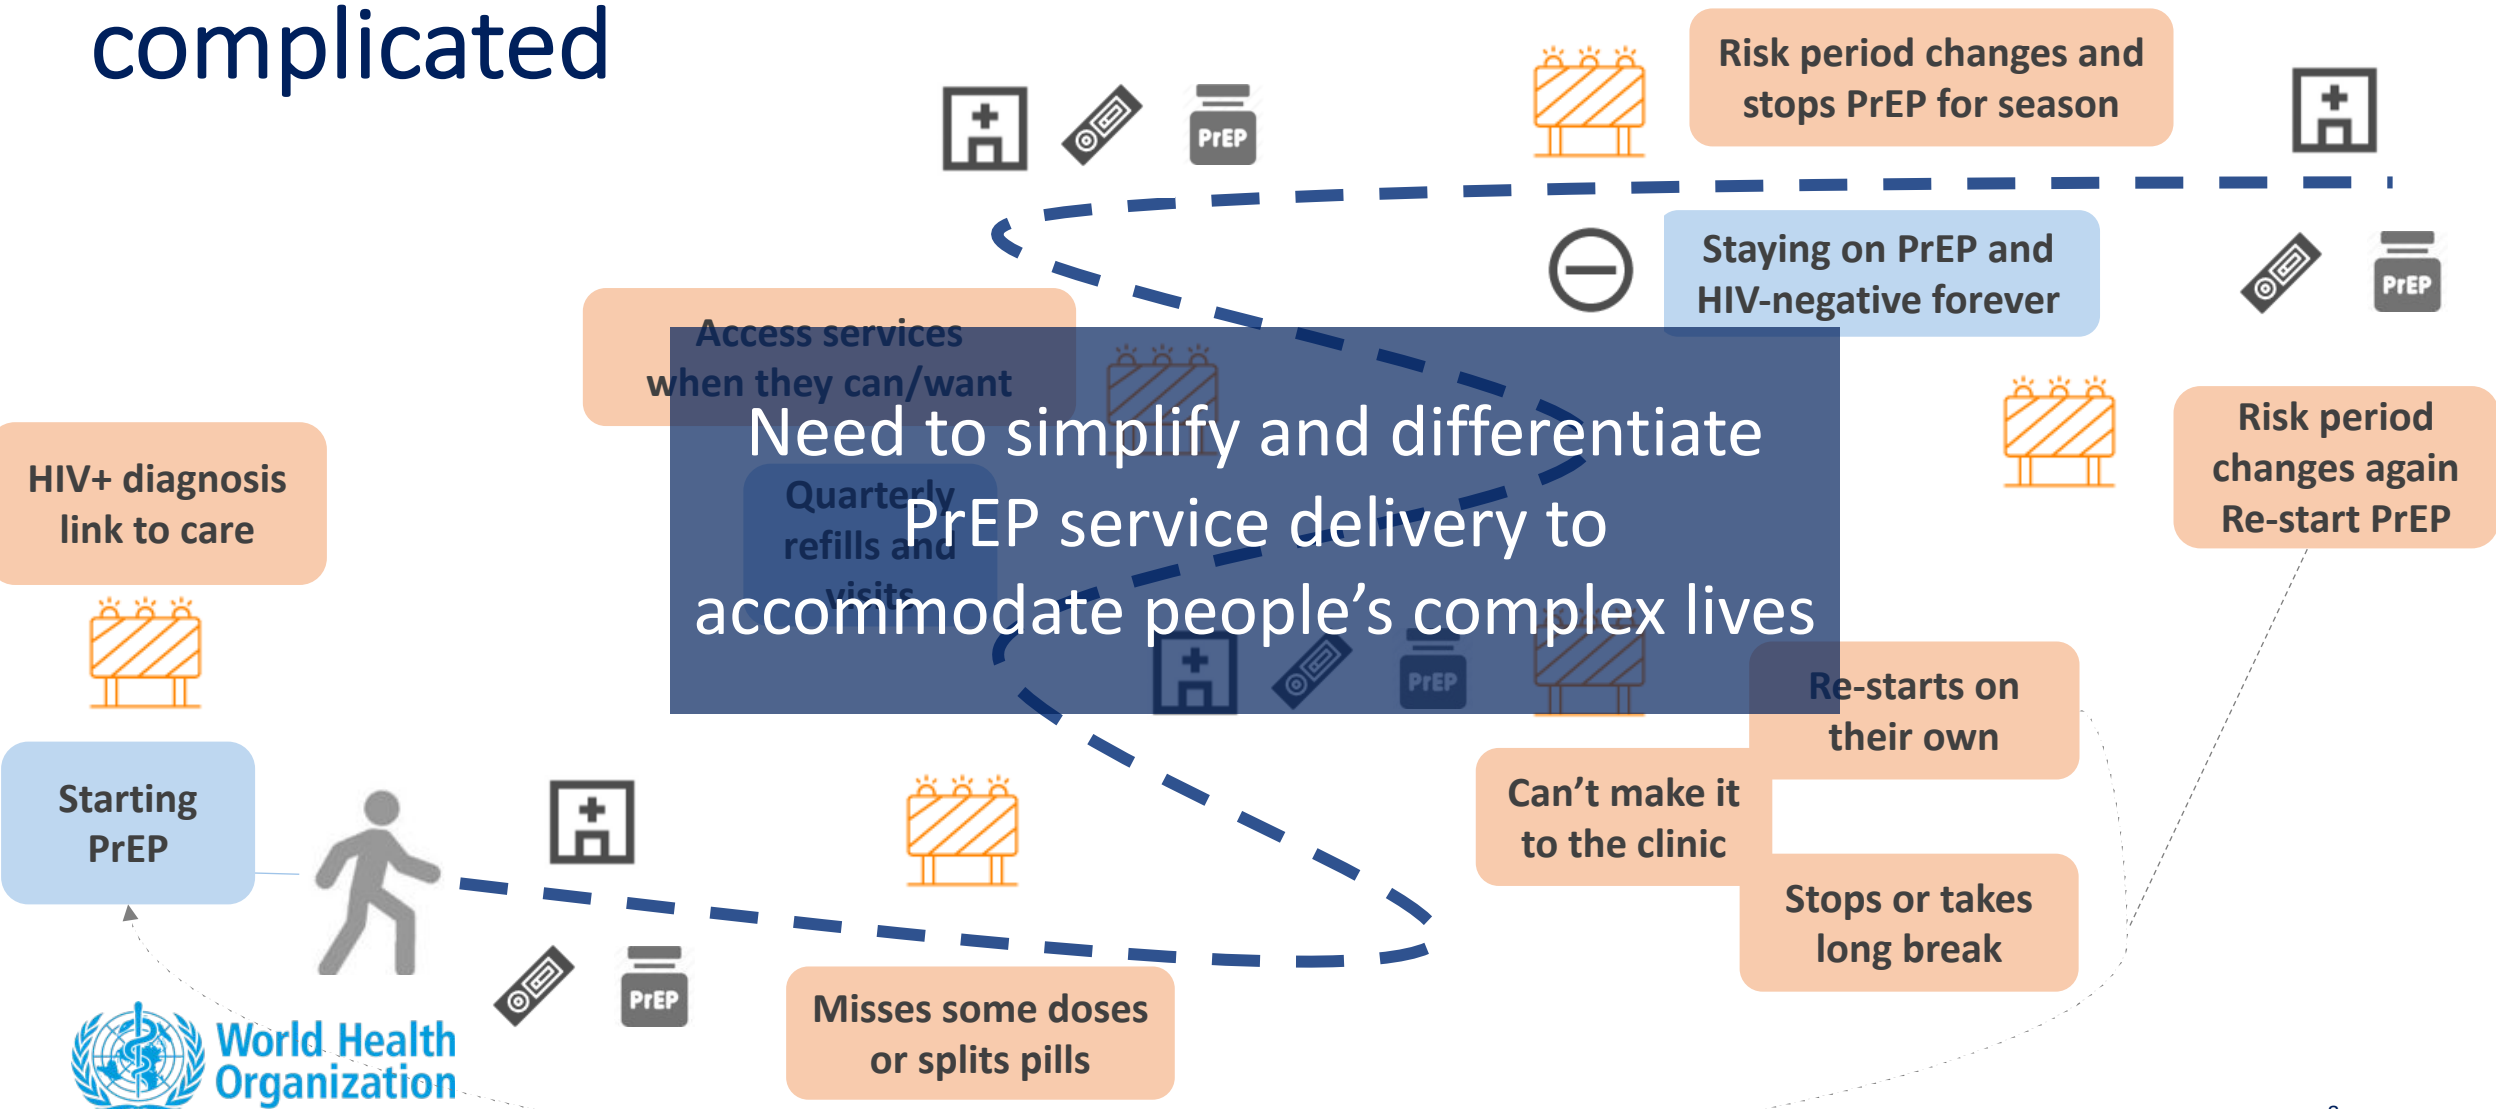 complicated
Risk period changes and
stops PrEP for season
PrEP
Staying on PrEP and
HIV-negative forever
PrEP
Access services
when they can/want
Need to simplify and differentiate
PrEP service delivery to
accommodate people's complex lives
Risk period
changes again
Re-start PrEP
HIV+ diagnosis
link to care
Quarterly
refills and
visits
PrEP
Re-starts on
their own
Starting
PrEP
Can't make it
to the clinic
Stops or takes
long break
PrEP
Misses some doses
or splits pills
World Health
Organization